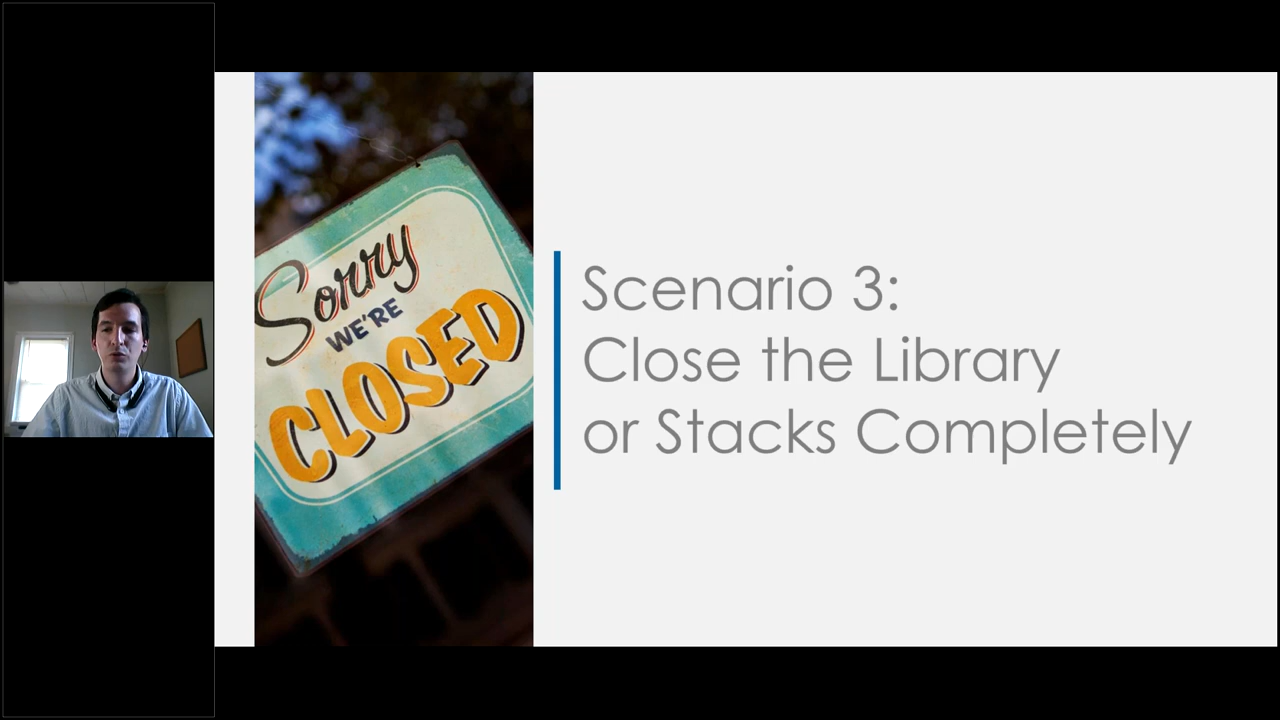 Sorry
WE'RE
CLOSED
Scenario 3:
Close the Library
or Stacks Completely